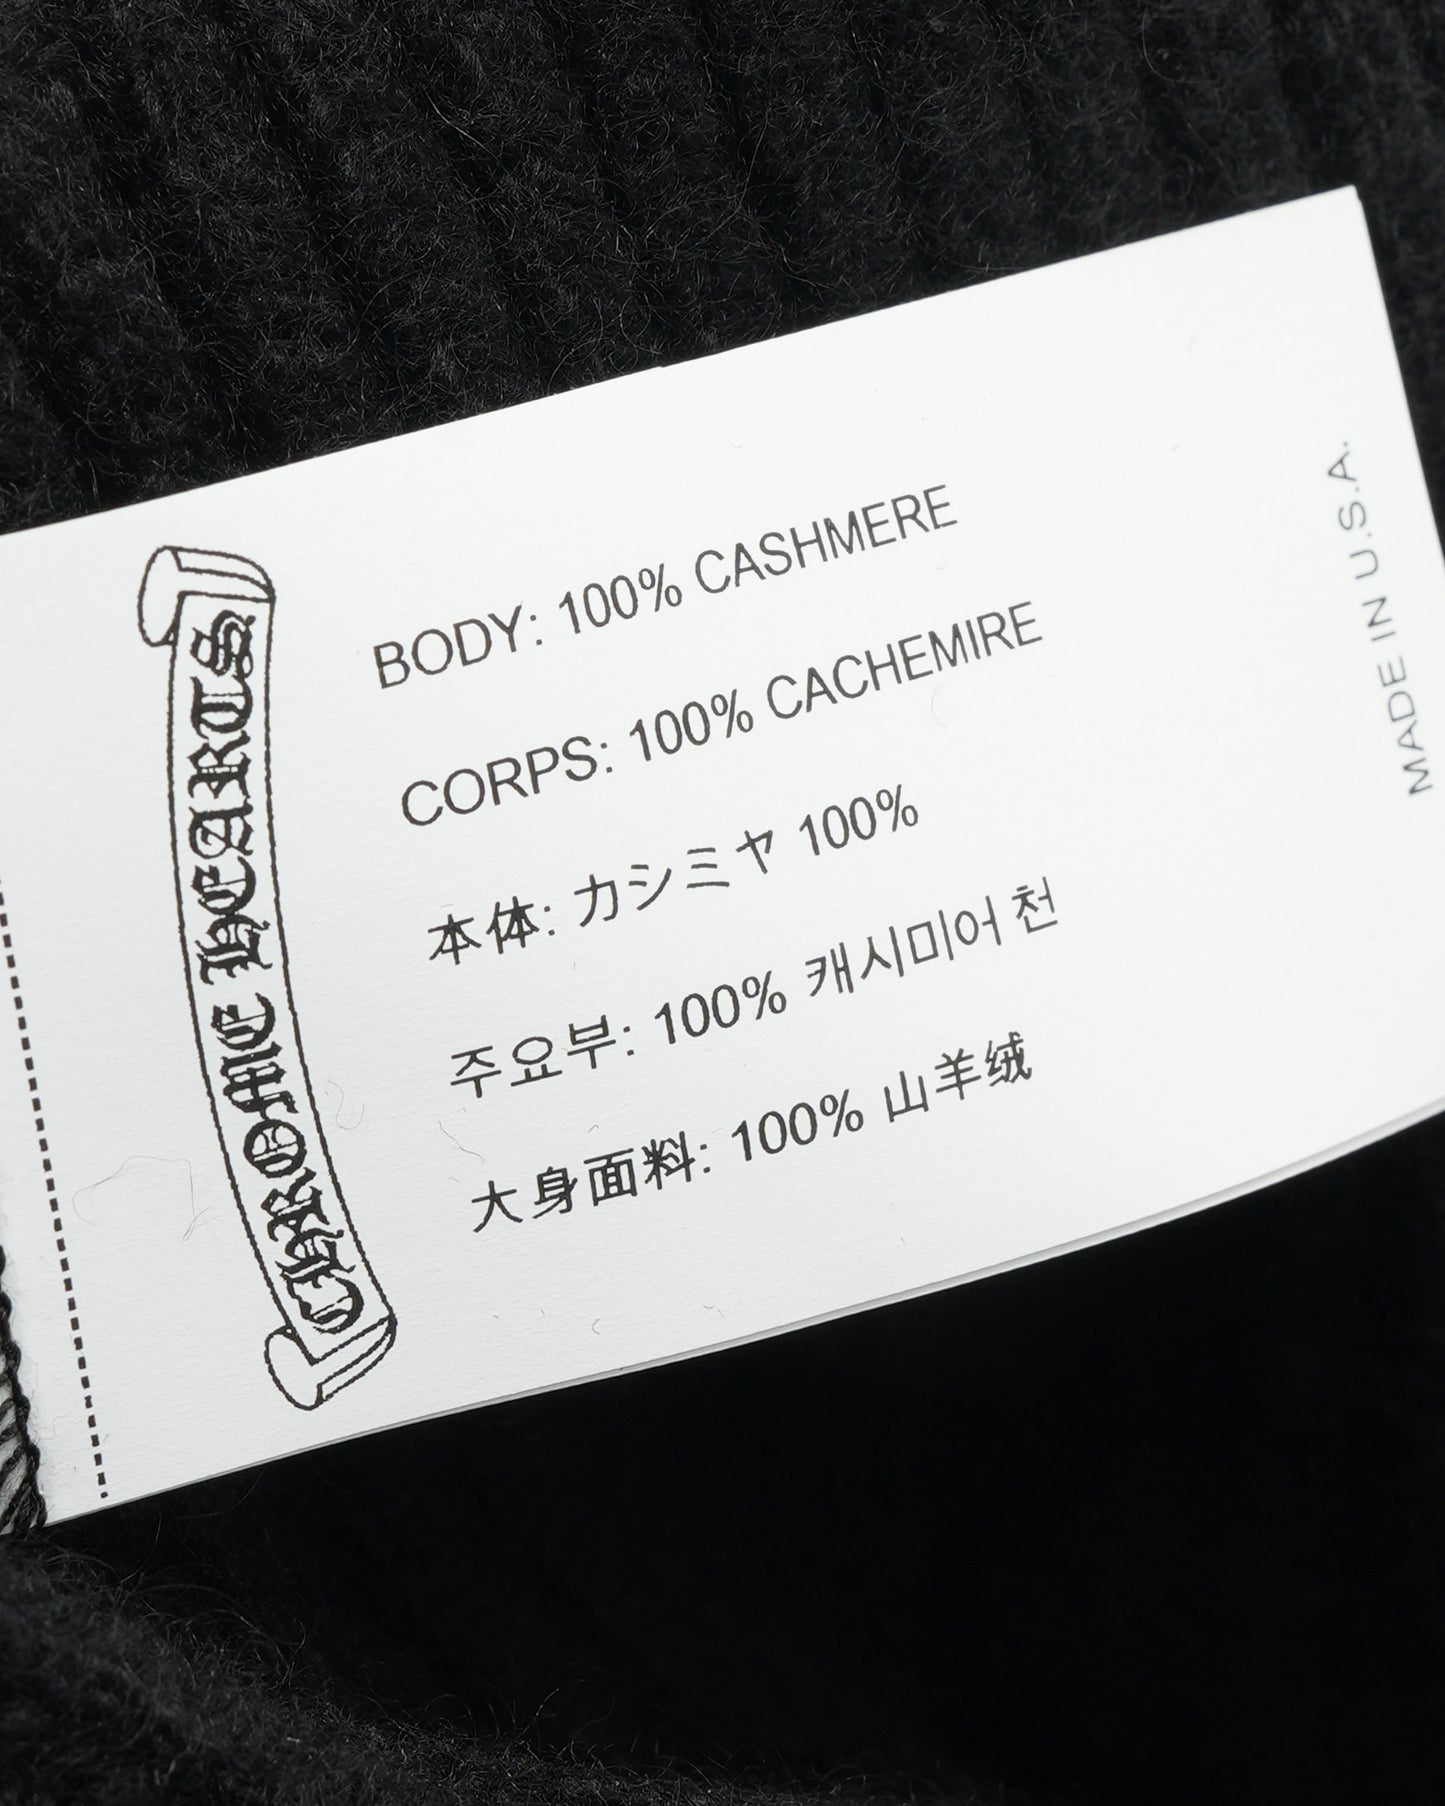 CHROME HEARTS
BODY: 100% CASHMERE
CORPS: 100% CACHEMIRE
本体: カシミヤ 100%
주요부: 100% 캐시미어 천
大身面料: 100% 山羊绒
MADE IN U.S.A.